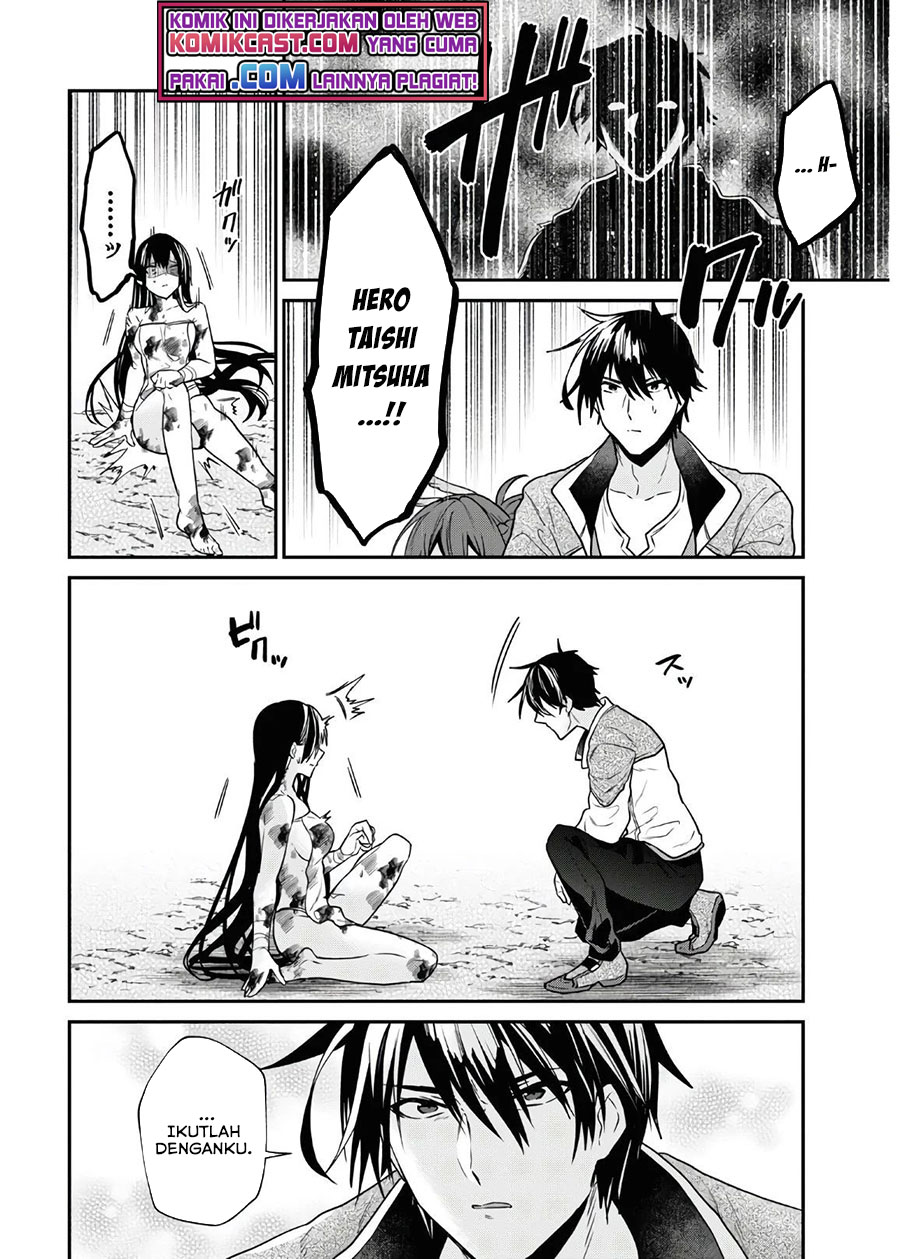 KOMIK INI DIKERJAKAN OLEH WEB
KOMIKCAST.COM YANG CUMA
PAKAI .COM LAINNYA PLAGIAT!
... H-
ザワッ
HERO
TAISHI
MITSUHA
...!!
ガクッ
……ッ
ビクッ
スッ
...
IKUTLAH
DENGANKU.